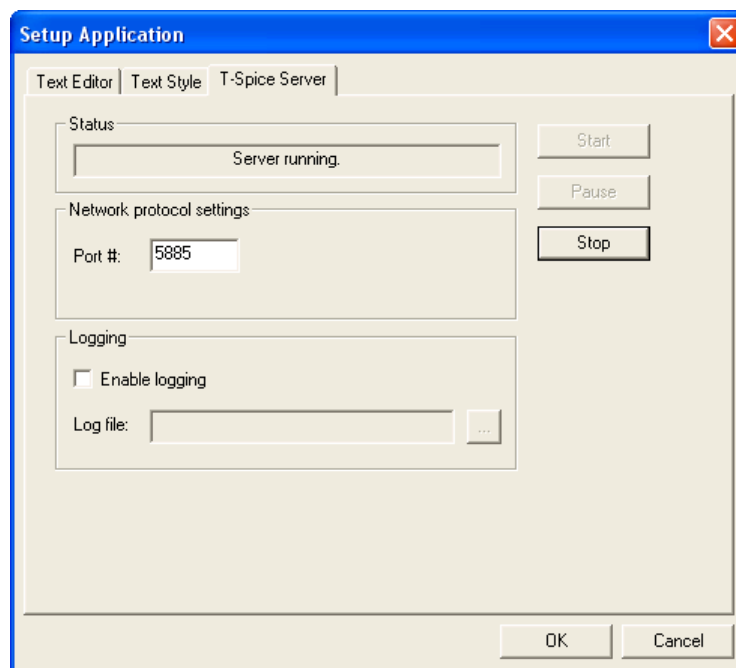 Setup Application
Text Editor Text Style T-Spice Server
Status
Server running.
Start
Pause
Stop
Network protocol settings
Port #: 5885
Logging
Enable logging
Log file: ...
OK Cancel